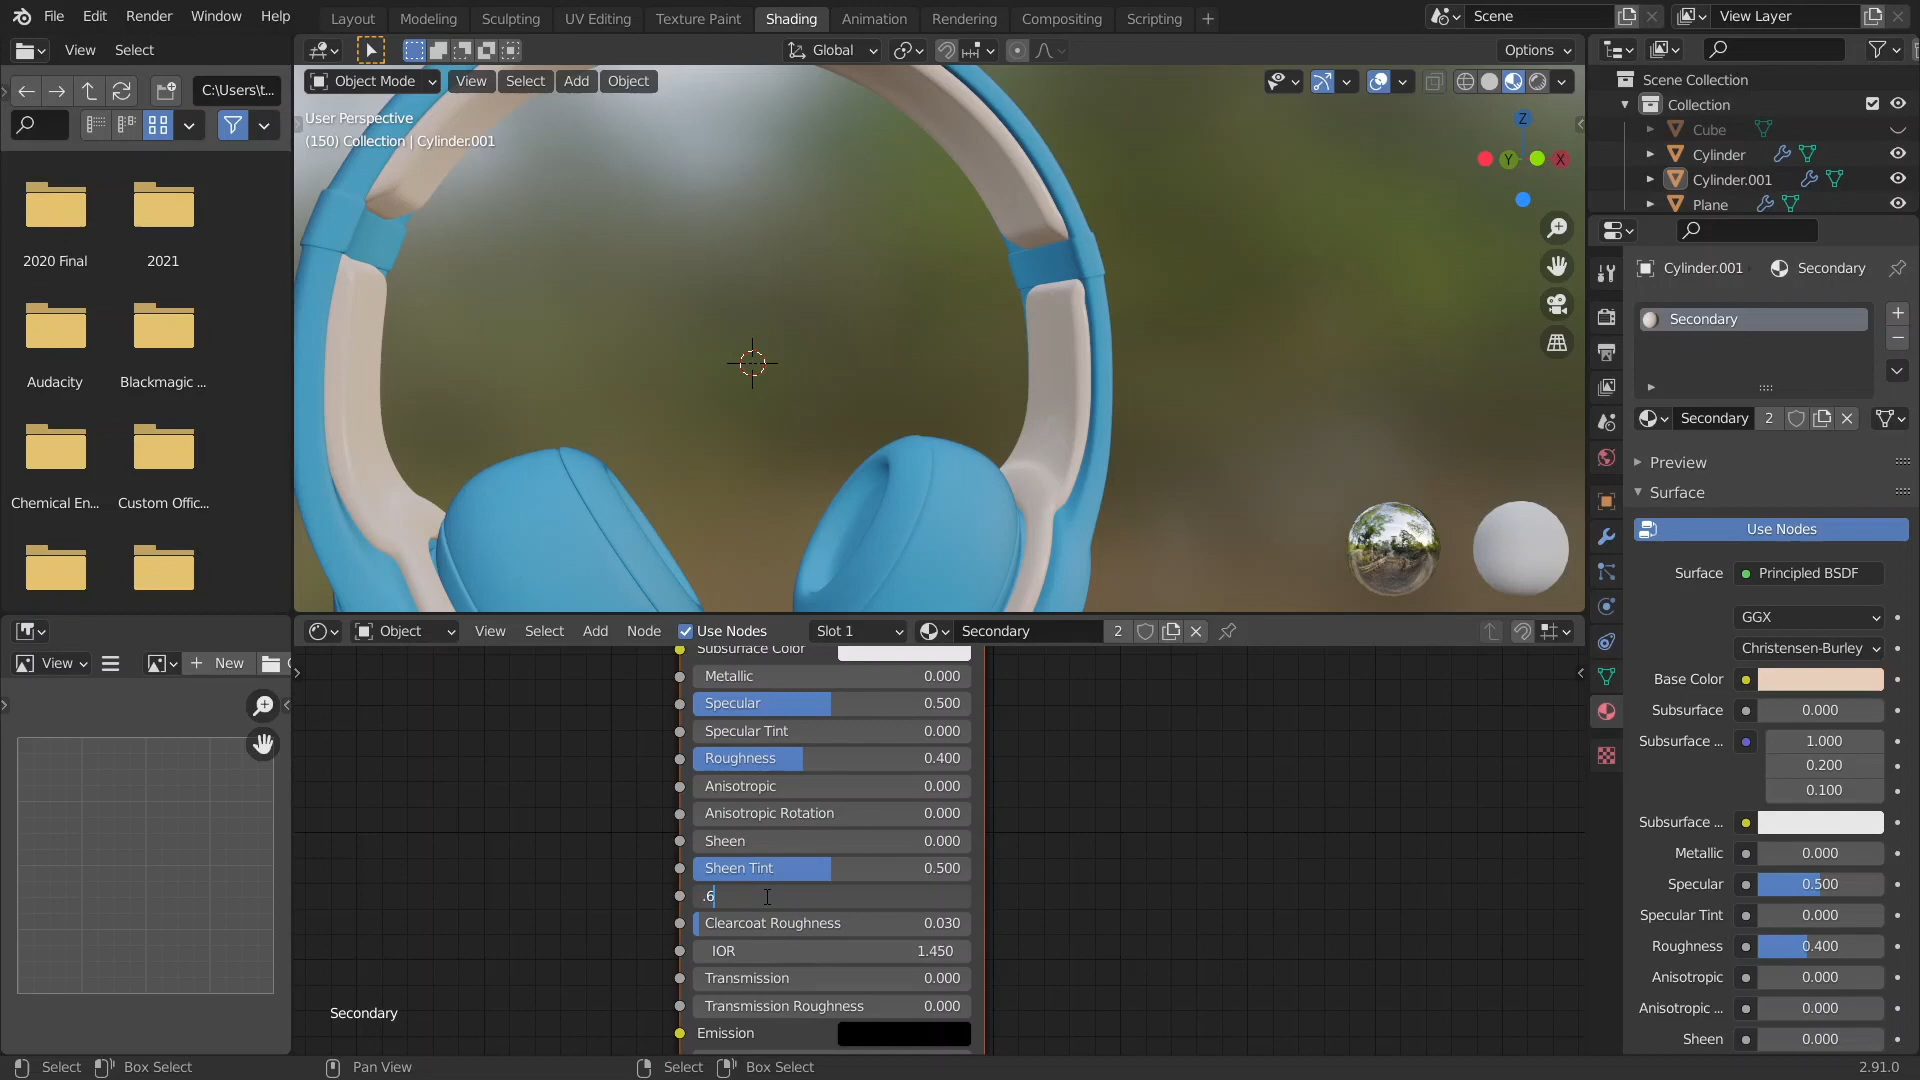 File Edit Render Window Help
Layout Modeling Sculpting UV Editing Texture Paint Shading Animation Rendering Compositing Scripting
Scene
View Layer
View Select
Global
Options
C:\Users\t...
Object Mode View Select Add Object
User Perspective
(150) Collection | Cylinder.001
Z
Y
X
Scene Collection
Collection
Cube
Cylinder
Cylinder.001
Plane
2020 Final
2021
Audacity
Blackmagic ...
Chemical En...
Custom Offic...
Cylinder.001
Secondary
Secondary
Secondary 2
Preview
Surface
Use Nodes
Surface Principled BSDF
GGX
Christensen-Burley
Base Color
Subsurface 0.000
Subsurface ... 1.000
0.200
0.100
Subsurface ...
Metallic 0.000
Specular 0.500
Specular Tint 0.000
Roughness 0.400
Anisotropic 0.000
Anisotropic ... 0.000
Sheen 0.000
View
New
Object View Select Add Node Use Nodes Slot 1 Secondary 2
Subsurface Color
Metallic 0.000
Specular 0.500
Specular Tint 0.000
Roughness 0.400
Anisotropic 0.000
Anisotropic Rotation 0.000
Sheen 0.000
Sheen Tint 0.500
.6
Clearcoat Roughness 0.030
IOR 1.450
Transmission 0.000
Transmission Roughness 0.000
Emission
Secondary
Select Box Select Pan View Select Box Select 2.91.0